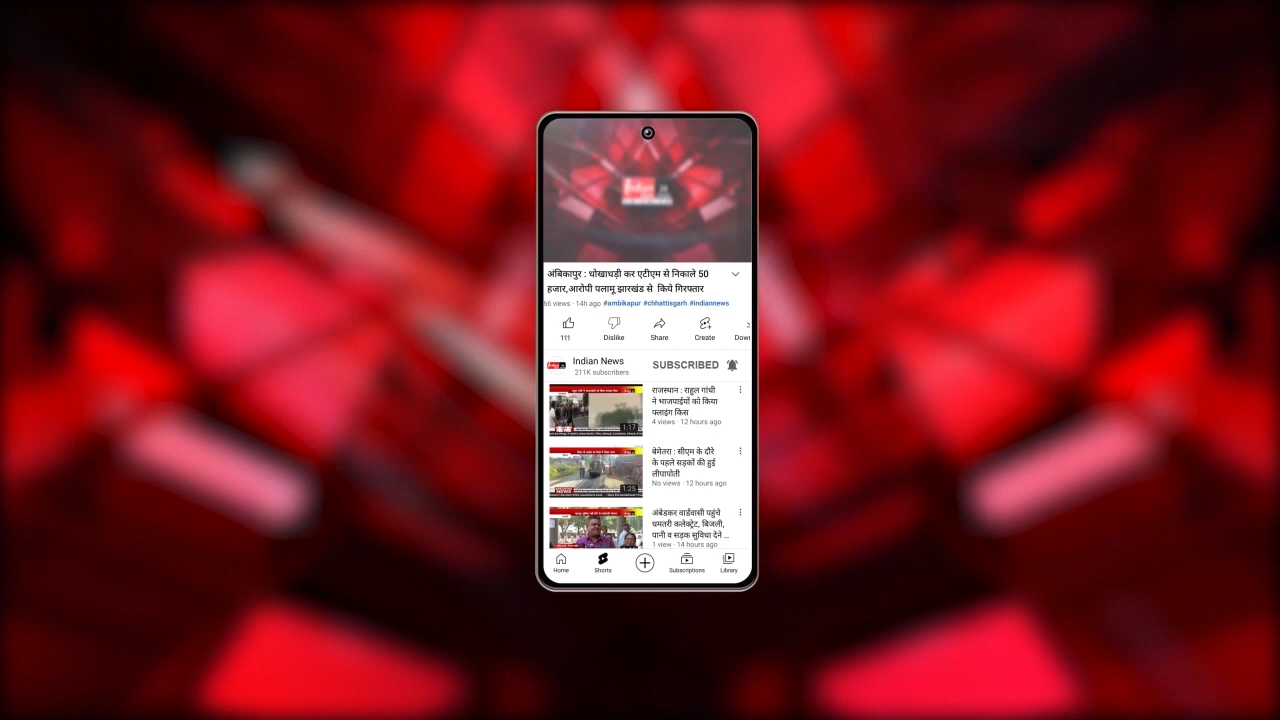 अंबिकापुर : धोखाधड़ी कर एटीएम से निकाले 50
हजार,आरोपी पलामू झारखंड से किये गिरफ्तार
66 views · 14h ago #ambikapur #chhattisgarh #indiannews
111
Dislike
Share
Create
Indian News
211K subscribers
SUBSCRIBED
राजस्थान : राहुल गांधी
ने भाजपाईयों को किया
फ्लाइंग किस
4 views · 12 hours ago
1:17
बेमेतरा : सीएम के दौरे
के पहले सड़कों की हुई
लीपापोती
No views · 12 hours ago
1:25
अंबेडकर वार्डवासी पहुंचे
धमतरी कलेक्ट्रेट, बिजली,
पानी व सड़क सुविधा देने ...
1 view · 14 hours ago
Home
Shorts
Subscriptions
Library